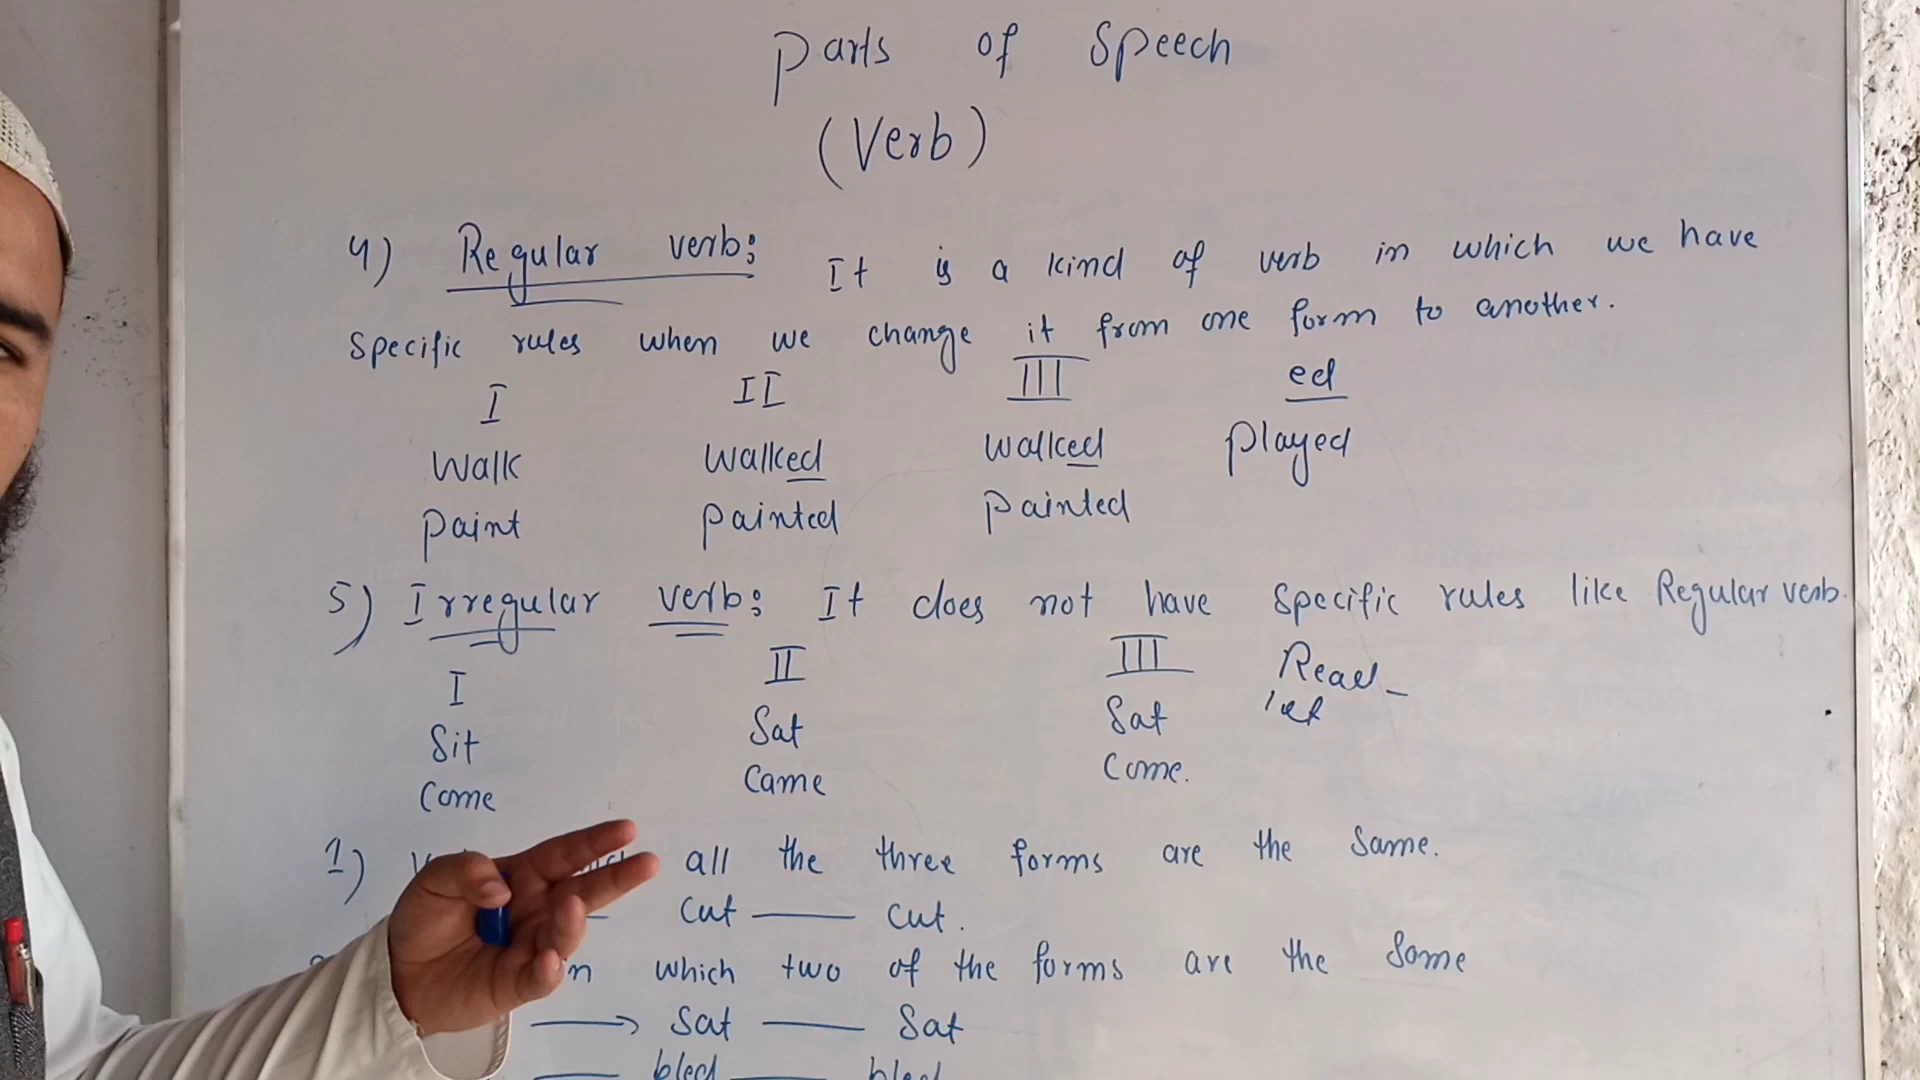 Parts of Speech
(Verb)
4) Regular verb: It is a kind of verb in which we have
specific rules when we change it from one form to another.
I II III ed
Walk Walked Walked played
Paint Painted Painted
5) Irregular verb: It does not have specific rules like Regular verb.
I II III Read -
Sit Sat Sat let
Come Came Come.
1) all the three forms are the same.
Cut — Cut.
in which two of the forms are the same
→ Sat — Sat
— bled — bled